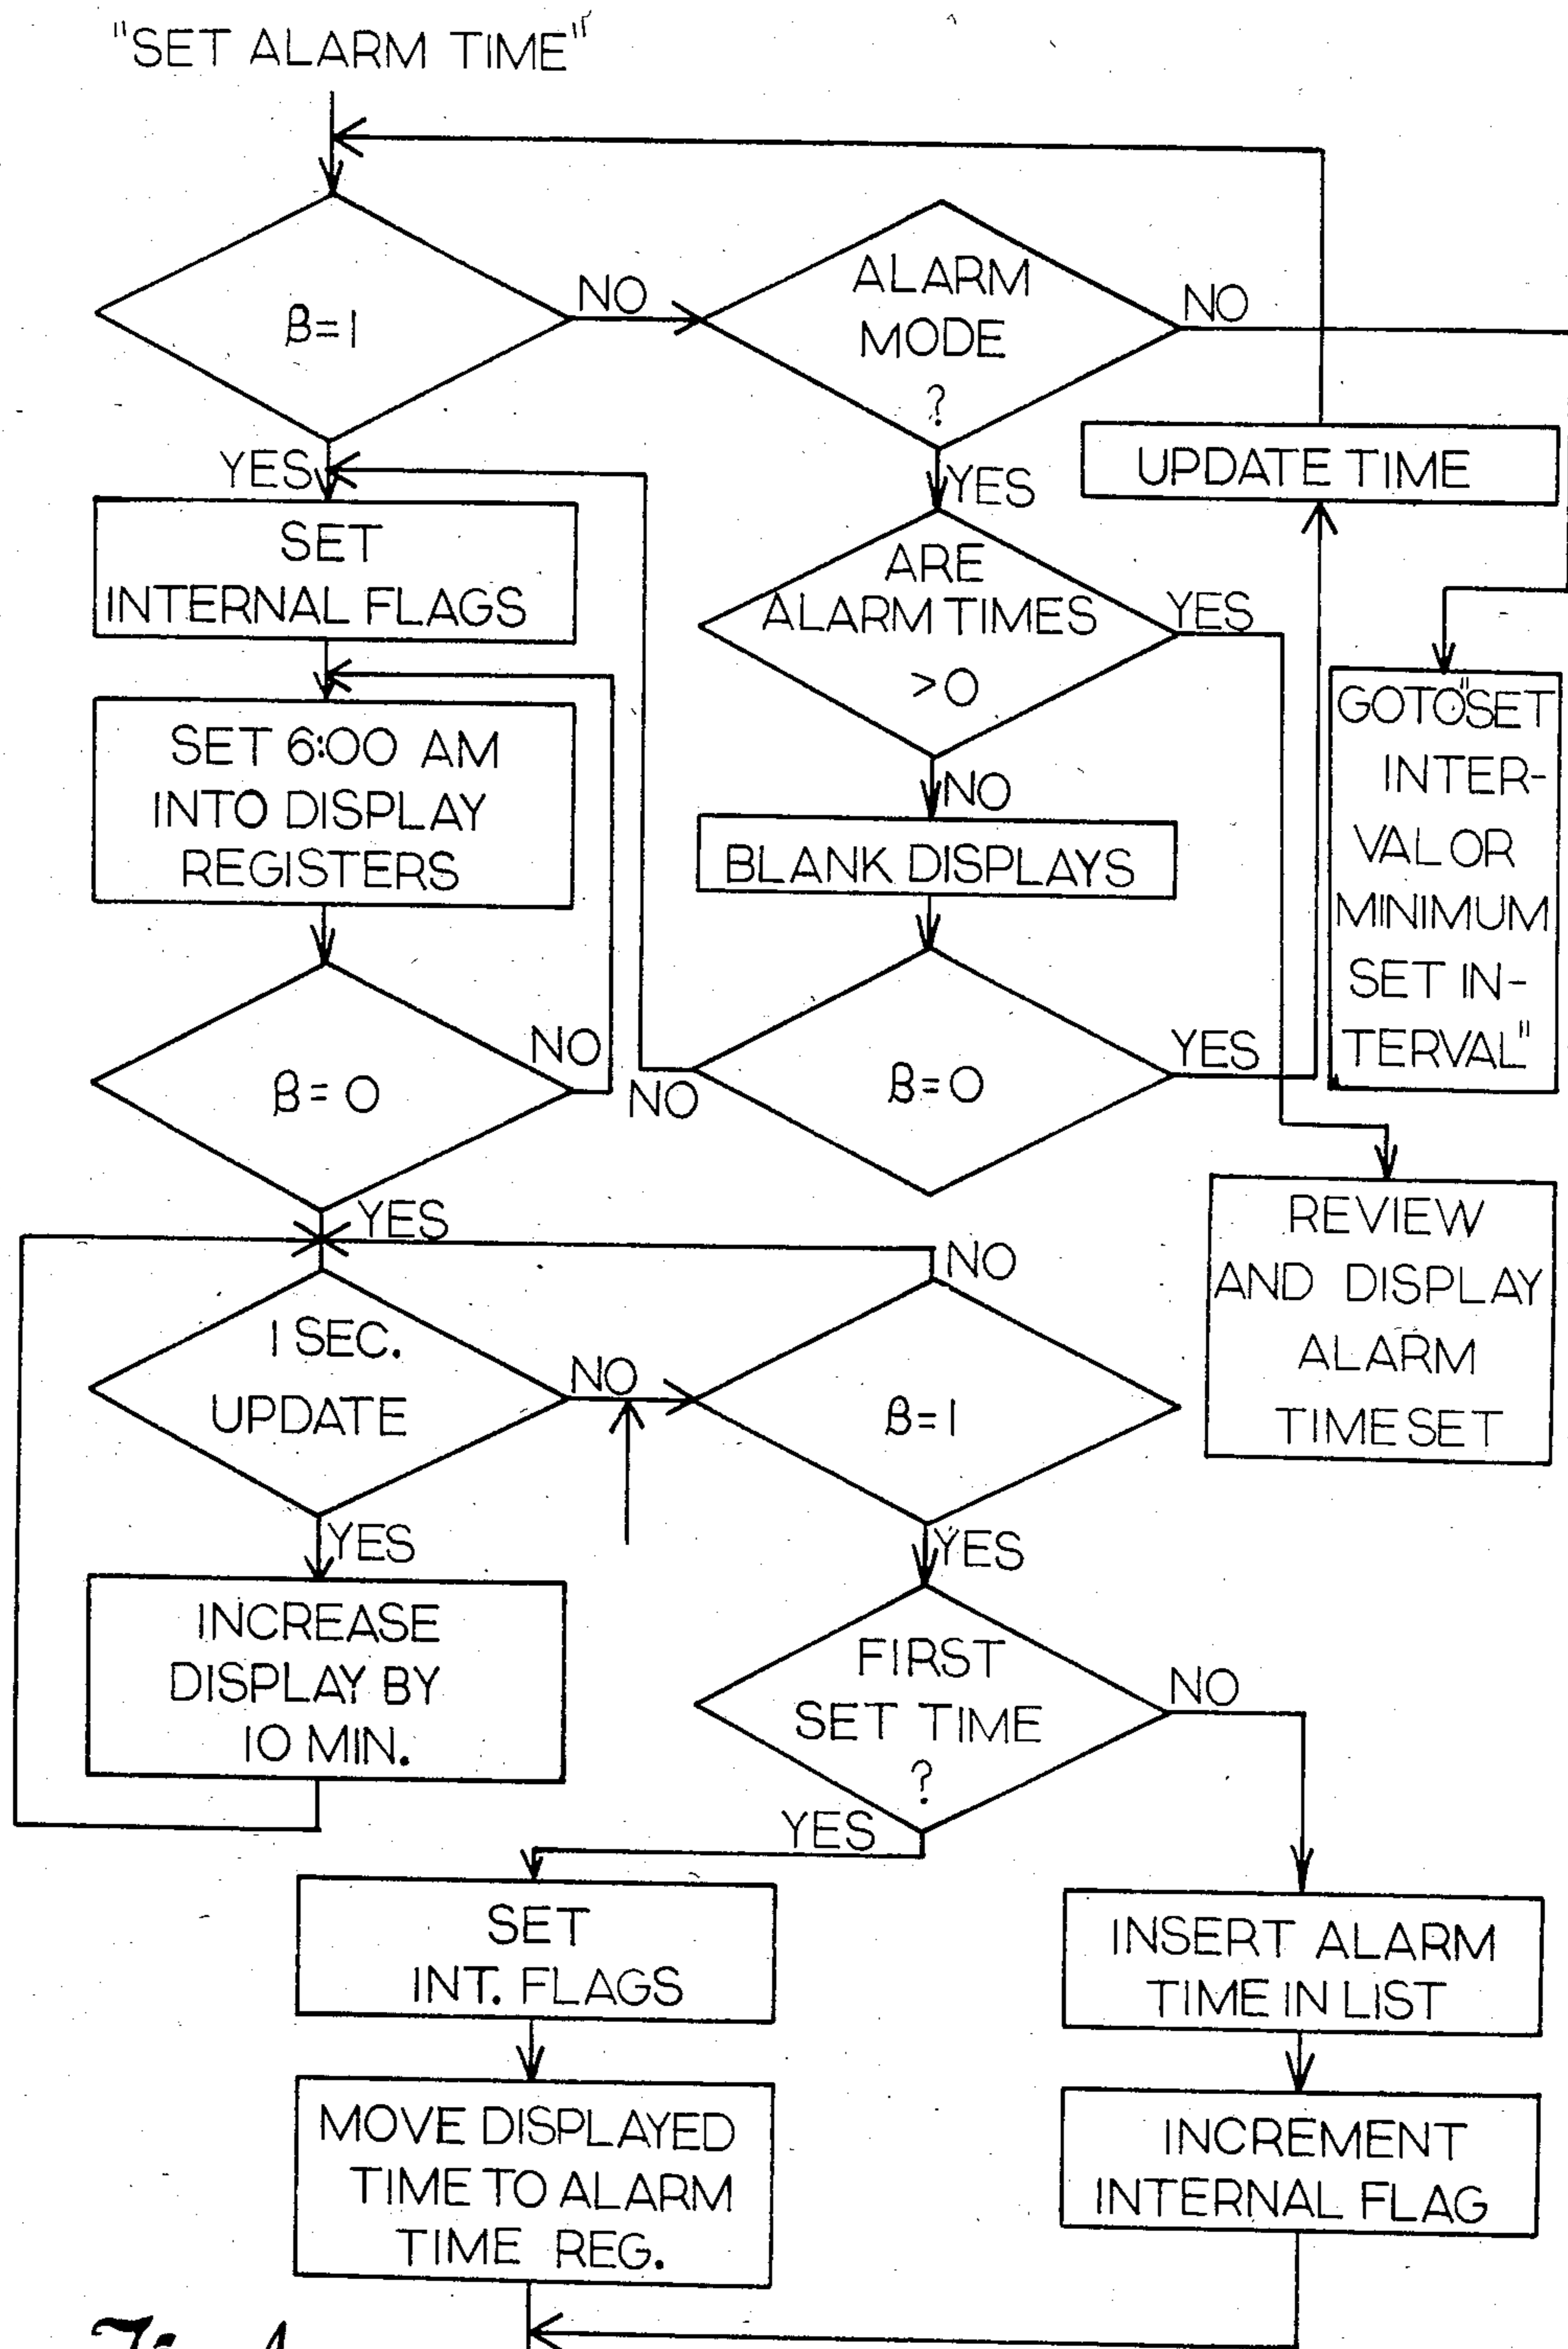 "SET ALARM TIME"
β=1
NO
ALARM
MODE
?
NO
YES
YES
UPDATE TIME
SET
INTERNAL FLAGS
ARE
ALARM TIMES
>0
YES
NO
GOTO"SET
INTER-
VAL OR
MINIMUM
SET IN-
TERVAL"
SET 6:00 AM
INTO DISPLAY
REGISTERS
BLANK DISPLAYS
β=0
NO
NO
β=0
YES
YES
REVIEW
AND DISPLAY
ALARM
TIME SET
NO
1 SEC.
UPDATE
NO
β=1
YES
YES
INCREASE
DISPLAY BY
10 MIN.
FIRST
SET TIME
?
NO
YES
SET
INT. FLAGS
INSERT ALARM
TIME IN LIST
MOVE DISPLAYED
TIME TO ALARM
TIME REG.
INCREMENT
INTERNAL FLAG